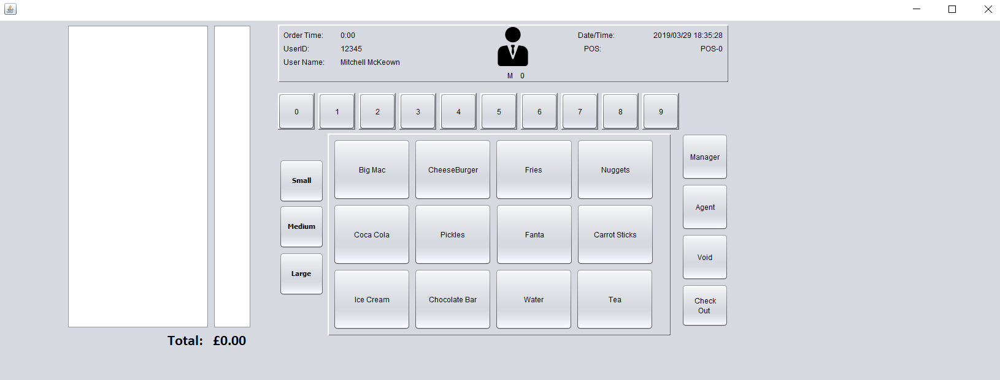 Order Time: 0:00 Date/Time: 2019/03/29 18:35:28
UserID: 12345 POS: POS-0
User Name: Mitchell McKeown
M 0
0 1 2 3 4 5 6 7 8 9
Small
Medium
Large
Big Mac CheeseBurger Fries Nuggets
Coca Cola Pickles Fanta Carrot Sticks
Ice Cream Chocolate Bar Water Tea
Manager
Agent
Void
Check
Out
Total: £0.00